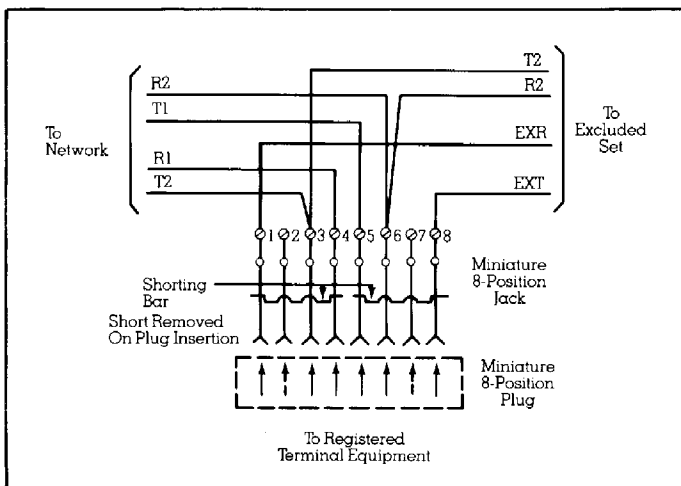 T2
R2
R2
T1
To
Network
EXR
To
Excluded
Set
R1
T2
EXT
1 2 3 4 5 6 7 8
Miniature
8-Position
Jack
Shorting
Bar
Short Removed
On Plug Insertion
Miniature
8-Position
Plug
To Registered
Terminal Equipment